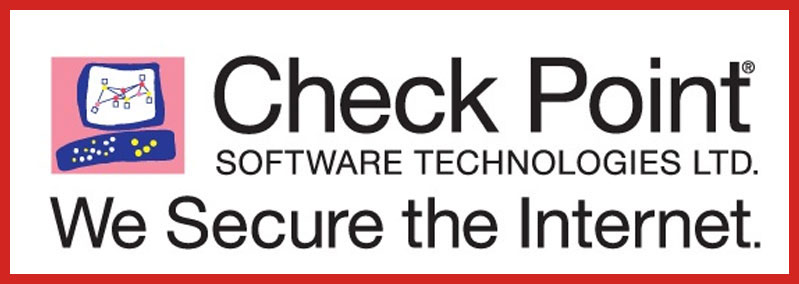 Check Point®
SOFTWARE TECHNOLOGIES LTD.
We Secure the Internet.